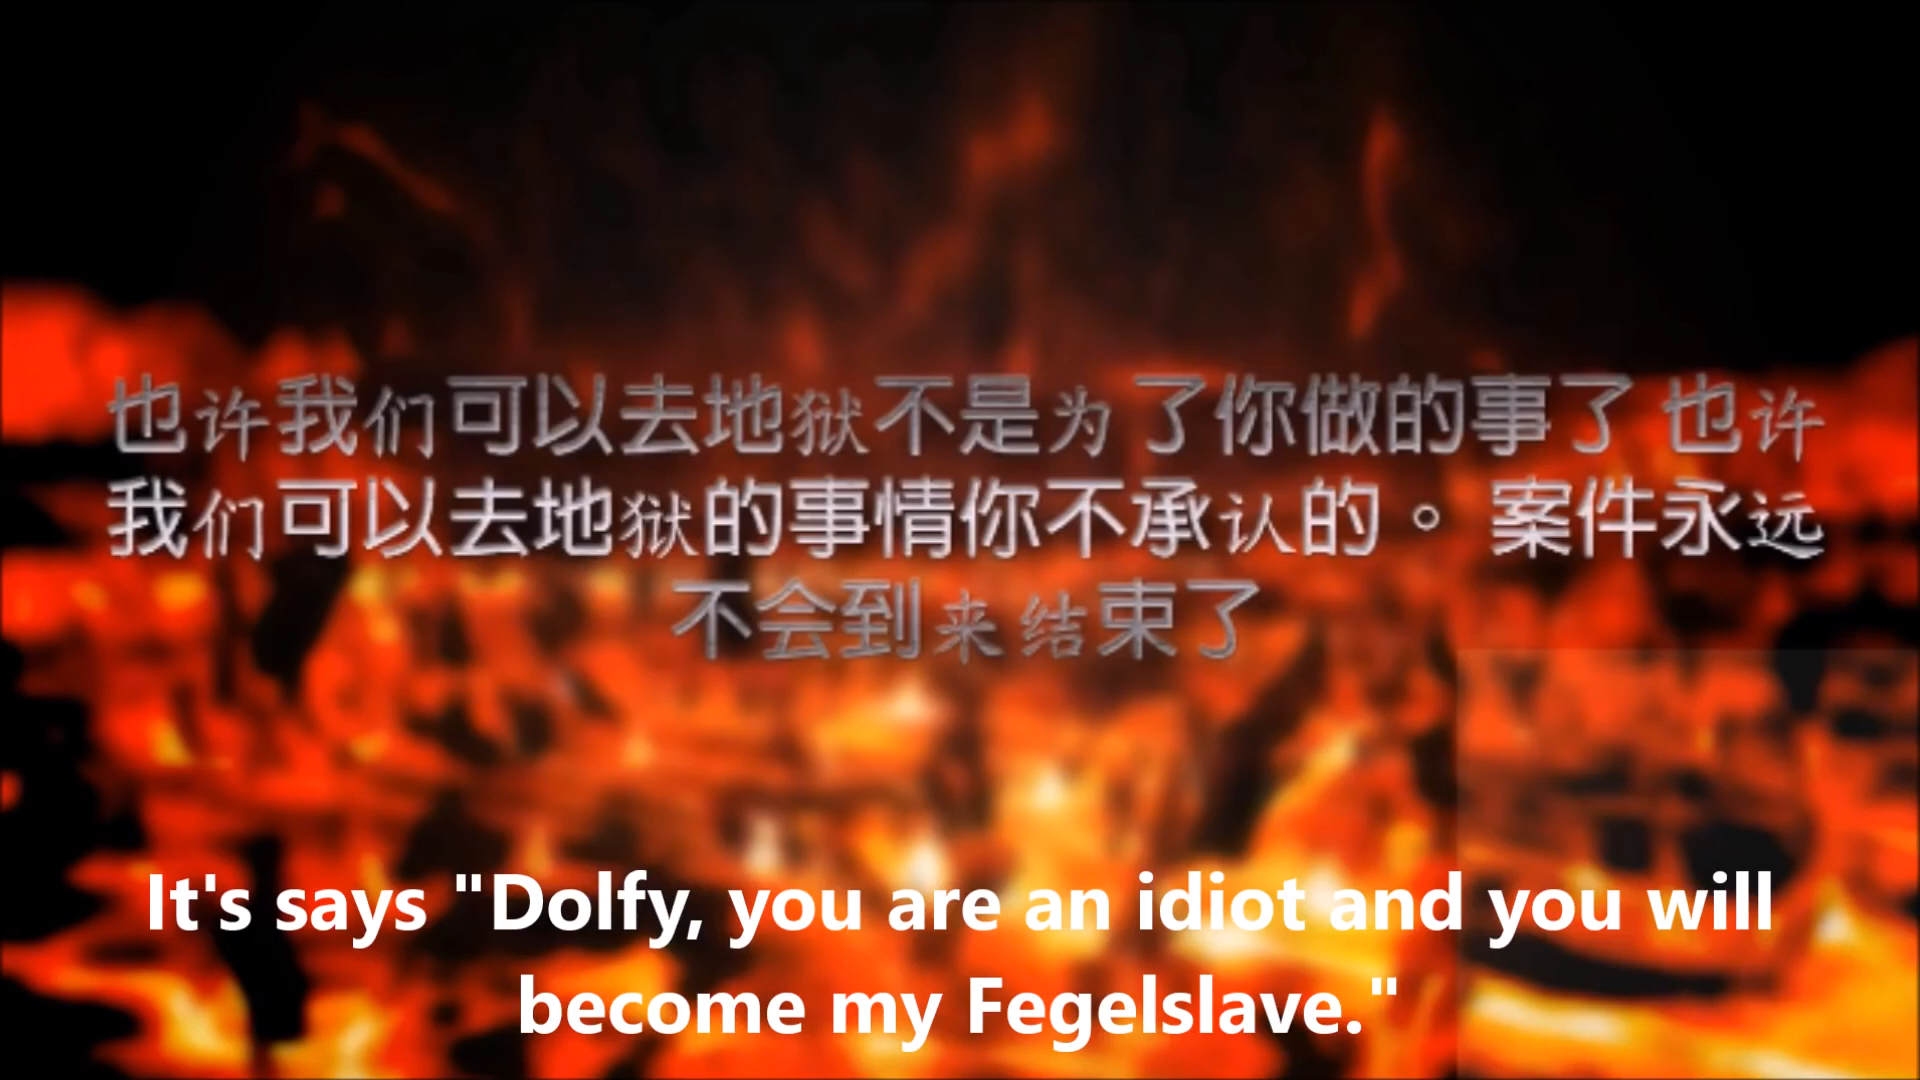 也许我们可以去地狱不是为了你做的事了 也许
我们可以去地狱的事情你不承认的。 案件永远
不会到来结束了
It's says "Dolfy, you are an idiot and you will
become my Fegelslave."